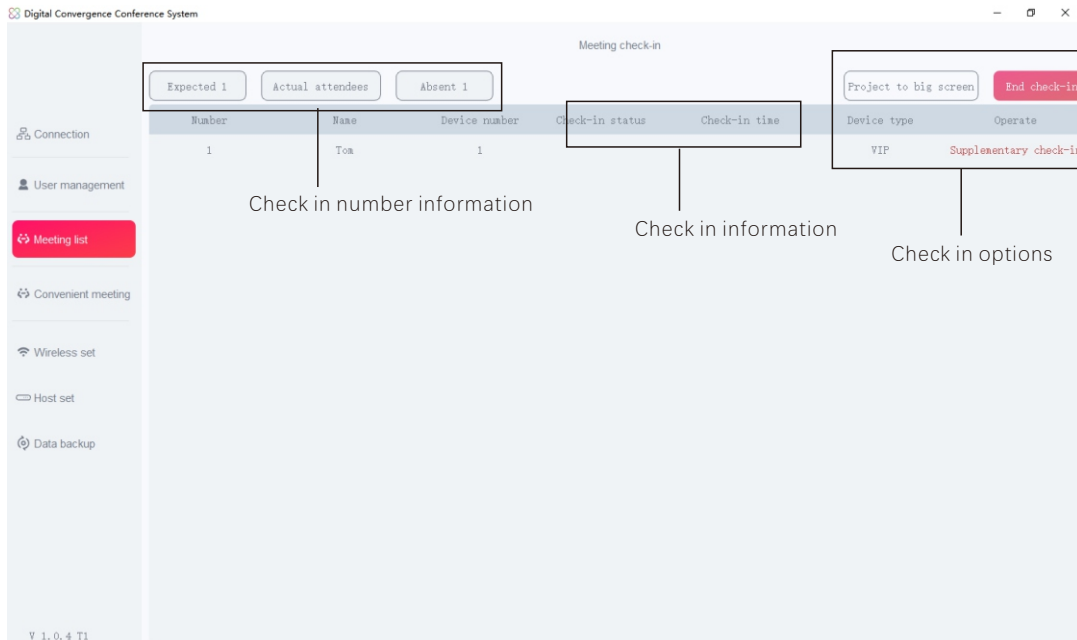 Digital Convergence Conference System
Meeting check-in
Expected 1 Actual attendees Absent 1 Project to big screen End check-in
Number Name Device number Check-in status Check-in time Device type Operate
1 Tom 1 VIP Supplementary check-in
Connection
User management
Meeting list
Convenient meeting
Wireless set
Host set
Data backup
Check in number information
Check in information
Check in options
V 1.0.4 T1